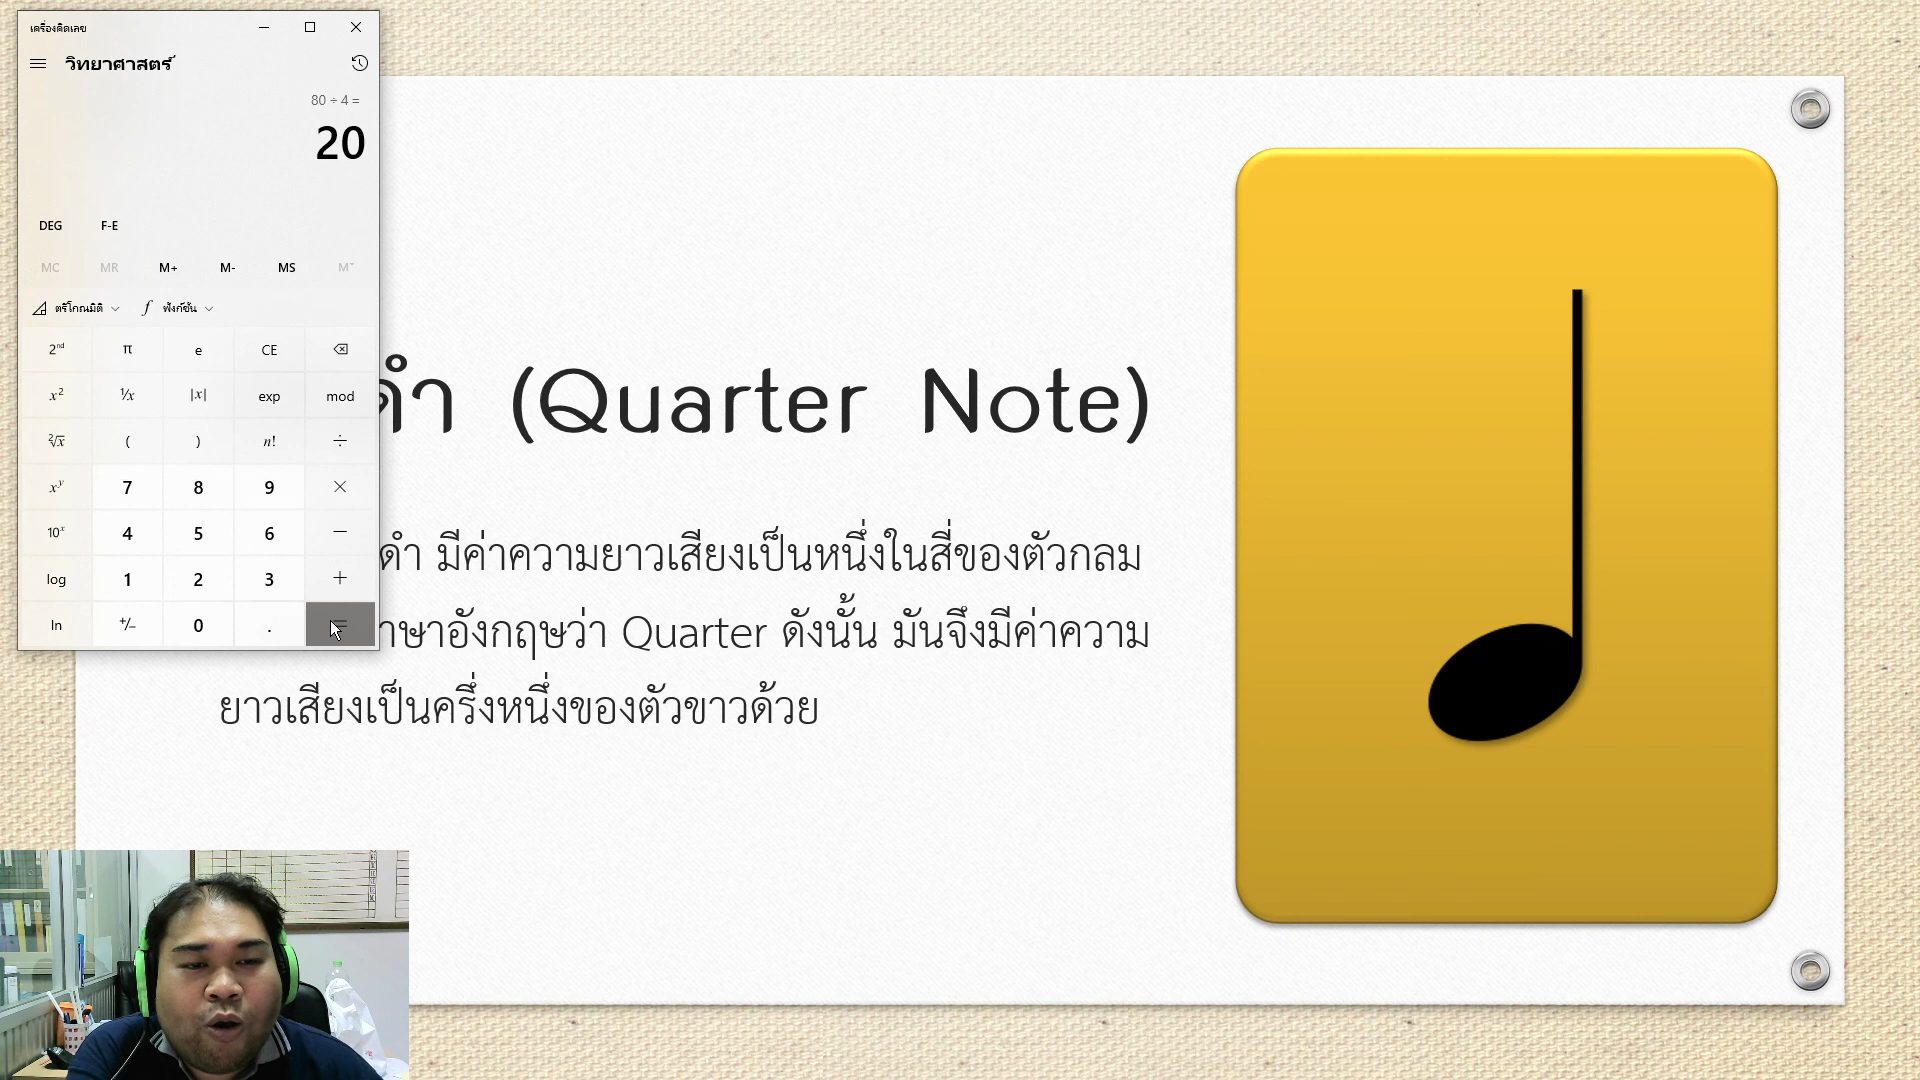 เครื่องคิดเลข
วิทยาศาสตร์
80 ÷ 4 =
20
DEG F-E
MC MR M+ M- MS M˅
ตรีโกณมิติ f ฟังก์ชัน
2ⁿᵈ π e CE
x² ¹/x |x| exp mod
²√x ( ) n! ÷
xʸ 7 8 9 ×
10ˣ 4 5 6 −
log 1 2 3 +
ln +/− 0 . =
ดำ (Quarter Note)
ดำ มีค่าความยาวเสียงเป็นหนึ่งในสี่ของตัวกลม
าษาอังกฤษว่า Quarter ดังนั้น มันจึงมีค่าความ
ยาวเสียงเป็นครึ่งหนึ่งของตัวขาวด้วย